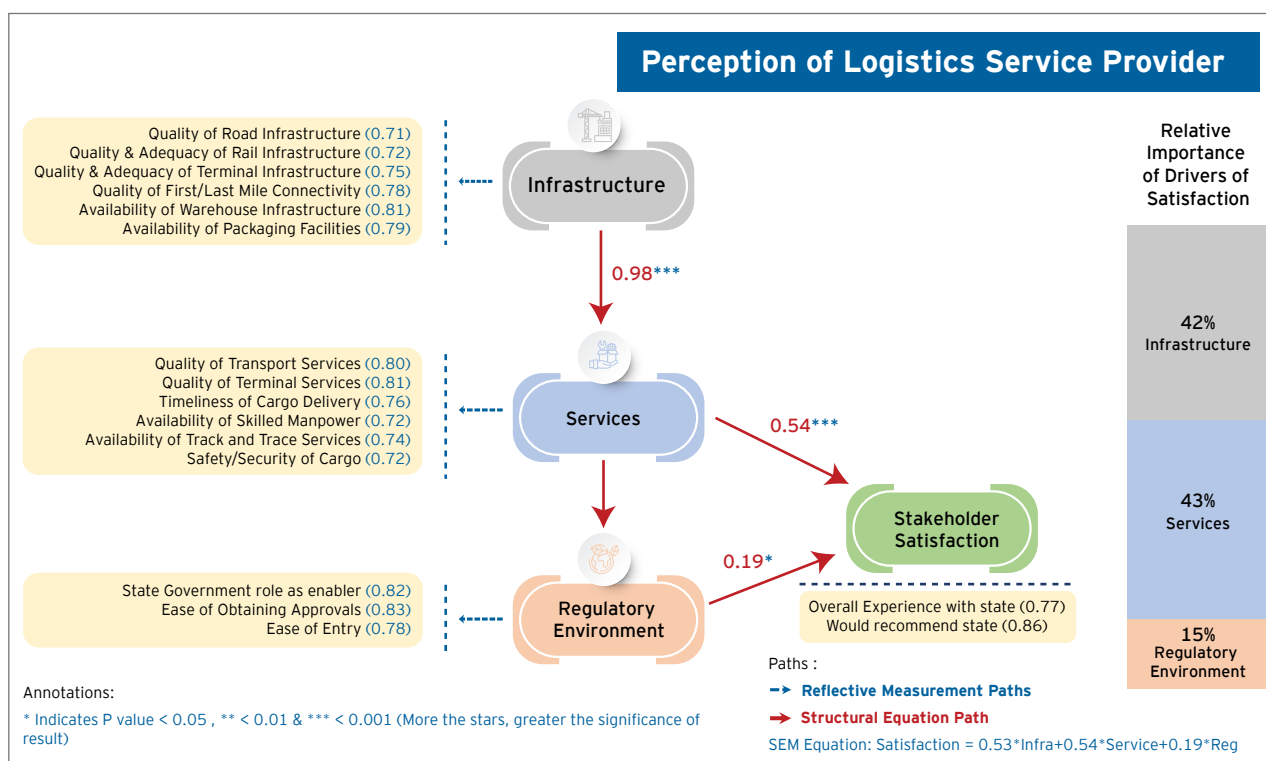 Perception of Logistics Service Provider
Quality of Road Infrastructure (0.71)
Quality & Adequacy of Rail Infrastructure (0.72)
Quality & Adequacy of Terminal Infrastructure (0.75)
Quality of First/Last Mile Connectivity (0.78)
Availability of Warehouse Infrastructure (0.81)
Availability of Packaging Facilities (0.79)
Infrastructure
0.98***
Quality of Transport Services (0.80)
Quality of Terminal Services (0.81)
Timeliness of Cargo Delivery (0.76)
Availability of Skilled Manpower (0.72)
Availability of Track and Trace Services (0.74)
Safety/Security of Cargo (0.72)
Services
0.54***
Stakeholder
Satisfaction
0.19*
State Government role as enabler (0.82)
Ease of Obtaining Approvals (0.83)
Ease of Entry (0.78)
Regulatory
Environment
Overall Experience with state (0.77)
Would recommend state (0.86)
Relative
Importance
of Drivers of
Satisfaction
42%
Infrastructure
43%
Services
15%
Regulatory
Environment
Annotations:
* Indicates P value < 0.05 , ** < 0.01 & *** < 0.001 (More the stars, greater the significance of
result)
Paths :
Reflective Measurement Paths
Structural Equation Path
SEM Equation: Satisfaction = 0.53*Infra+0.54*Service+0.19*Reg